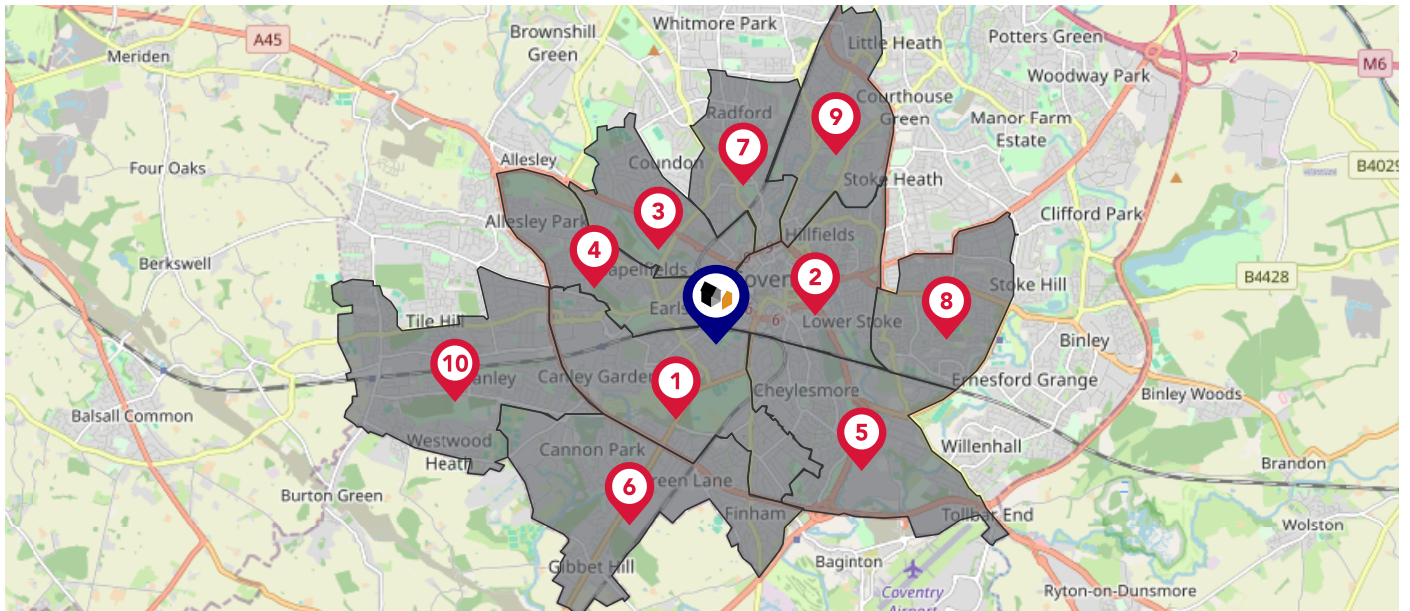 Whitmore Park
Brownshill
Green
A45
Meriden
Little Heath
Potters Green
M6
2
Woodway Park
Courthouse
Green
Radford
9
Manor Farm
Estate
7
Allesley
Coundon
Four Oaks
B4029
Stoke Heath
3
Allesley Park
Clifford Park
Hillfields
4
Berkswell
B4428
2
Stoke Hill
8
Tile Hill
Lower Stoke
6
Binley
10
Canley Garden
1
Cheylesmore
Ernesford Grange
Binley Woods
Balsall Common
Westwood
Heath
Cannon Park
5
Willenhall
Brandon
6
Burton Green
Finham
Tollbar End
Wolston
Gibbet Hill
Baginton
Coventry
Airport
Ryton-on-Dunsmore